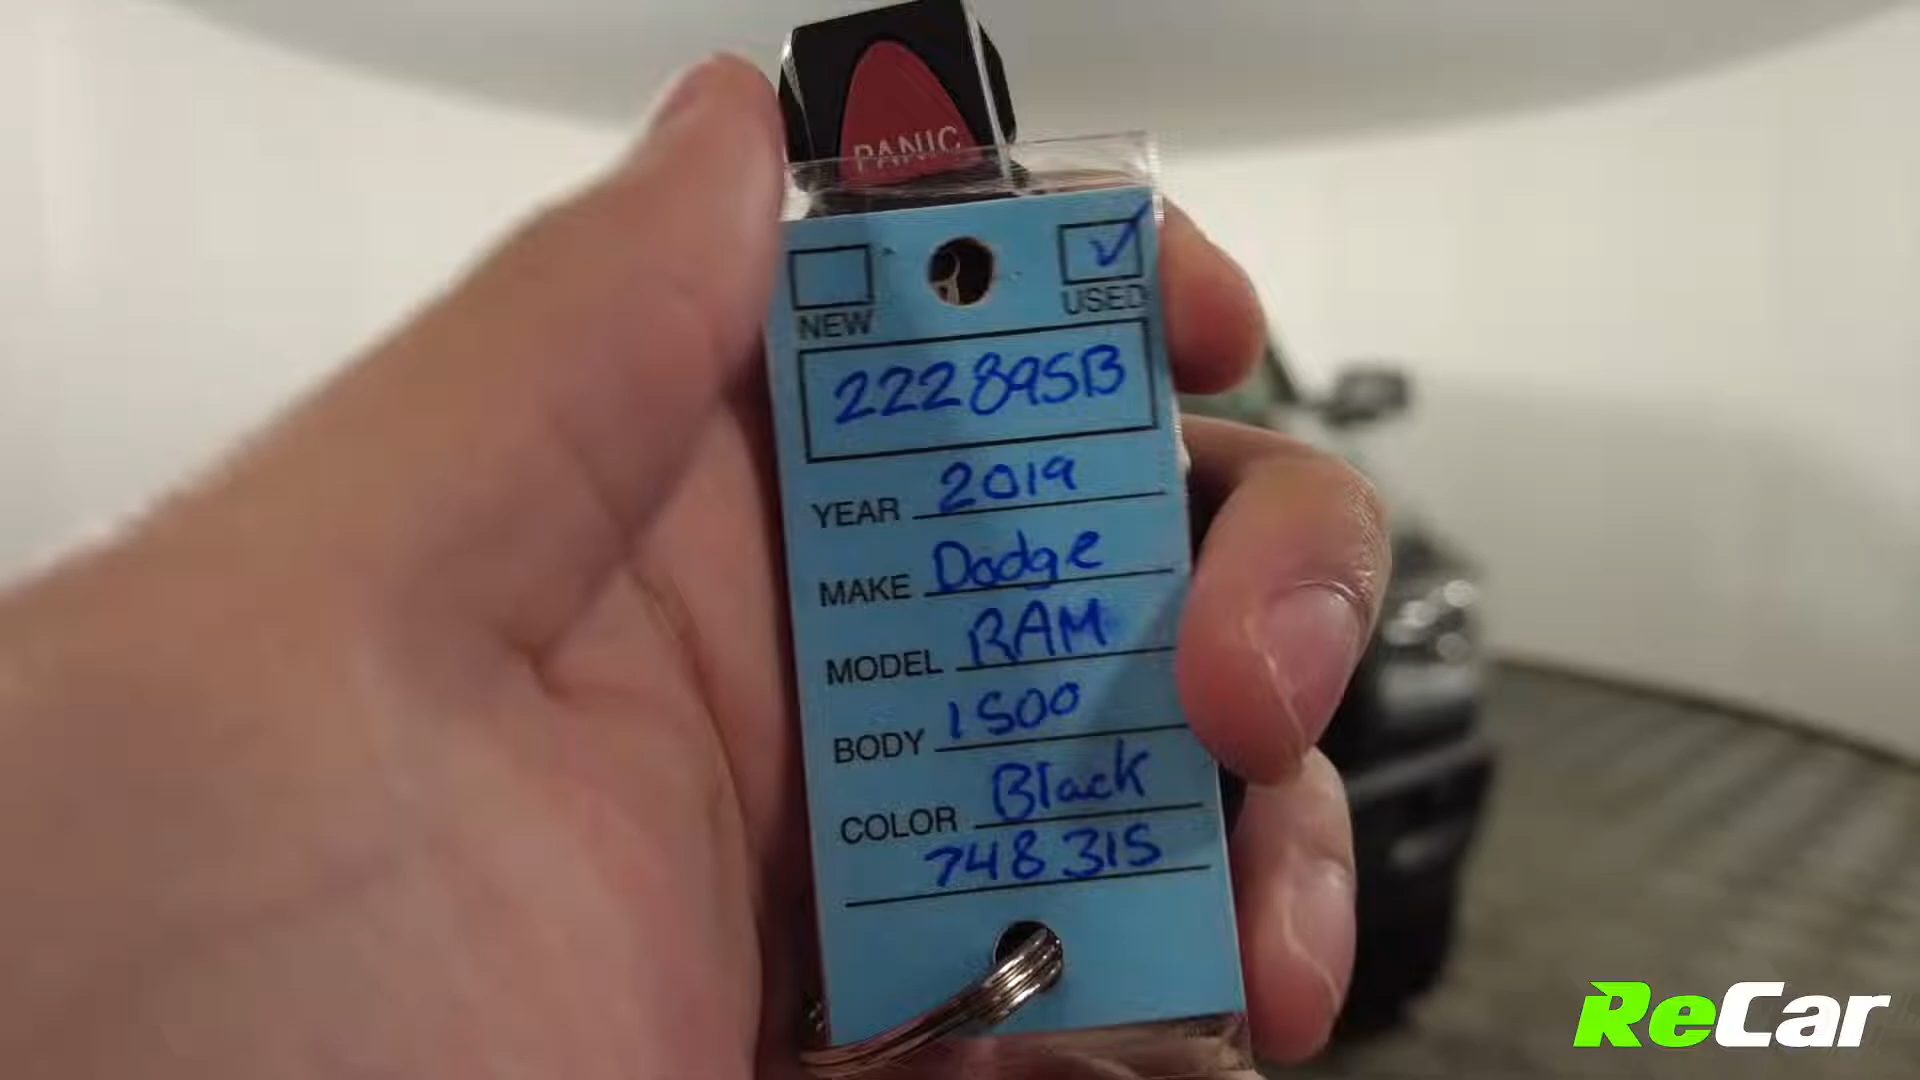 PANIC
NEW
USED
222895B
YEAR 2019
MAKE Dodge
MODEL RAM
BODY 1500
COLOR Black
748315
ReCar